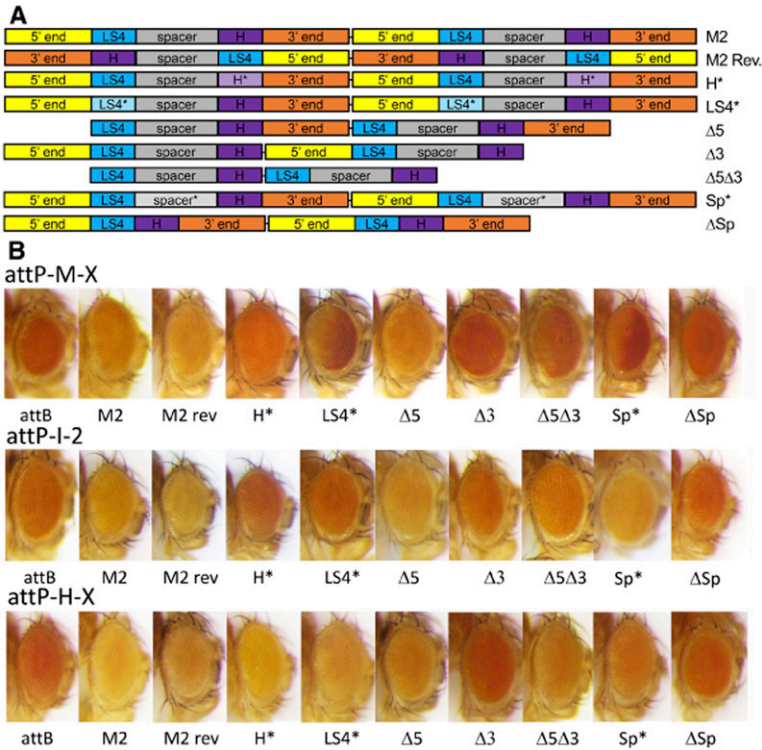 A
5' end LS4 spacer H 3' end 5' end LS4 spacer H 3' end M2
3' end H spacer LS4 5' end 3' end H spacer LS4 5' end M2 Rev.
5' end LS4 spacer H* 3' end 5' end LS4 spacer H* 3' end H*
5' end LS4* spacer H 3' end 5' end LS4* spacer H 3' end LS4*
LS4 spacer H 3' end LS4 spacer H 3' end Δ5
5' end LS4 spacer H 5' end LS4 spacer H Δ3
LS4 spacer H LS4 spacer H Δ5Δ3
5' end LS4 spacer* H 3' end 5' end LS4 spacer* H 3' end Sp*
5' end LS4 H 3' end 5' end LS4 H 3' end ΔSp
B
attP-M-X
attB M2 M2 rev H* LS4* Δ5 Δ3 Δ5Δ3 Sp* ΔSp
attP-I-2
attB M2 M2 rev H* LS4* Δ5 Δ3 Δ5Δ3 Sp* ΔSp
attP-H-X
attB M2 M2 rev H* LS4* Δ5 Δ3 Δ5Δ3 Sp* ΔSp